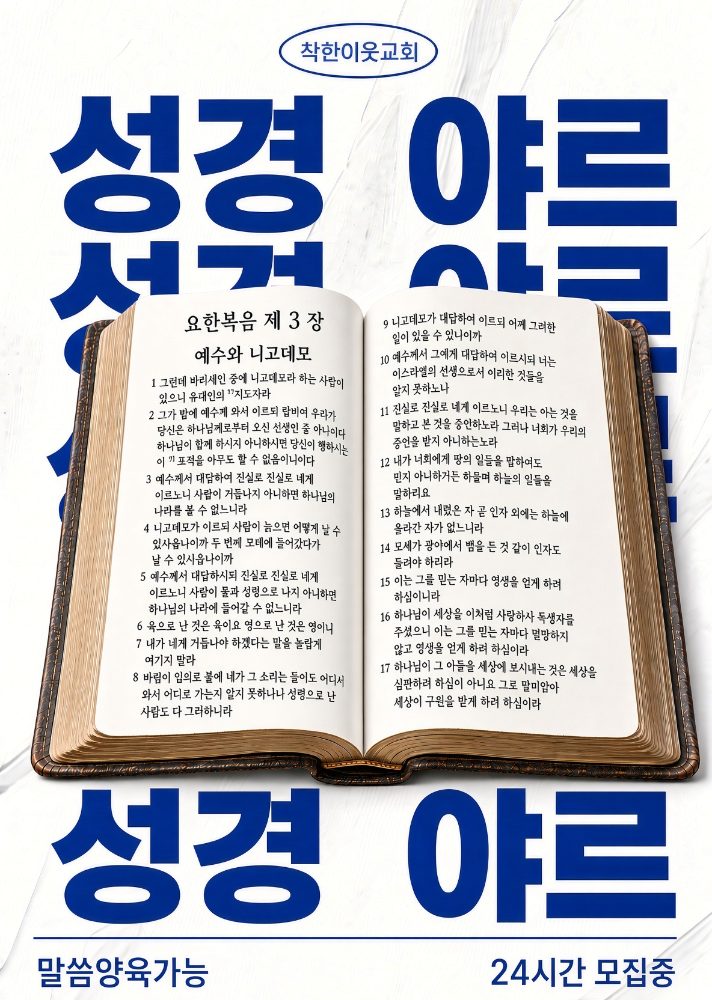 착한이웃교회
성경 야르
성경 야르
성
요한복음 제 3 장
예수와 니고데모
1 그런데 바리세인 중에 니고데모라 하는 사람이
있으니 유대인의 ¹⁾지도자라
2 그가 밤에 예수께 와서 이르되 랍비여 우리가
당신은 하나님께로부터 오신 선생인 줄 아나이다
하나님이 함께 하시지 아니하시면 당신이 행하시는
이 표적을 아무도 할 수 없음이니이다
3 예수께서 대답하여 진실로 진실로 네게
이르노니 사람이 거듭나지 아니하면 하나님의
나라를 볼 수 없느니라
4 니고데모가 이르되 사람이 늙으면 어떻게 날 수
있사옵나이까 두 번째 모태에 들어갔다가
날 수 있사옵나이까
5 예수께서 대답하시되 진실로 진실로 네게
이르노니 사람이 물과 성령으로 나지 아니하면
하나님의 나라에 들어갈 수 없느니라
6 육으로 난 것은 육이요 영으로 난 것은 영이니
7 내가 네게 거듭나야 하겠다는 말을 놀랍게
여기지 말라
8 바림이 임의로 불에 네가 그 소리는 들이도 어디서
와서 어디로 가는지 알지 못하나니 성령으로 난
사람도 다 그러하니라
9 니고데모가 대답하여 이르되 어찌 그러한
일이 있을 수 있나이까
10 예수께서 그에게 대답하여 이르시되 너는
이스라엘의 선생으로서 이러한 것들을
알지 못하노나
11 진실로 진실로 네게 이르노니 우리는 아는 것을
말하고 본 것을 증언하노라 그러나 너희가 우리의
증언을 받지 아니하는노라
12 내가 너희에게 땅의 일들을 말하여도
믿지 아니하거든 하물며 하늘의 일들을
말하리요
13 하늘에서 내렸은 자 곧 인자 외에는 하늘에
올라간 자가 없느니라
14 모세가 광야에서 뱀을 든 것 같이 인자도
들려야 하리라
15 이는 그를 믿는 자마다 영생을 얻게 하려
하심이니라
16 하나님이 세상을 이처럼 사랑하사 독생자를
주셨으니 이는 그를 믿는 자마다 멸망하지
않고 영생을 얻게 하려 하심이라
17 하나님이 그 아들을 세상에 보시내는 것은 세상을
심판하려 하심이 아니요 그로 말미암아
세상이 구원을 받게 하려 하심이라
성경 야르
말씀양육가능
24시간 모집중